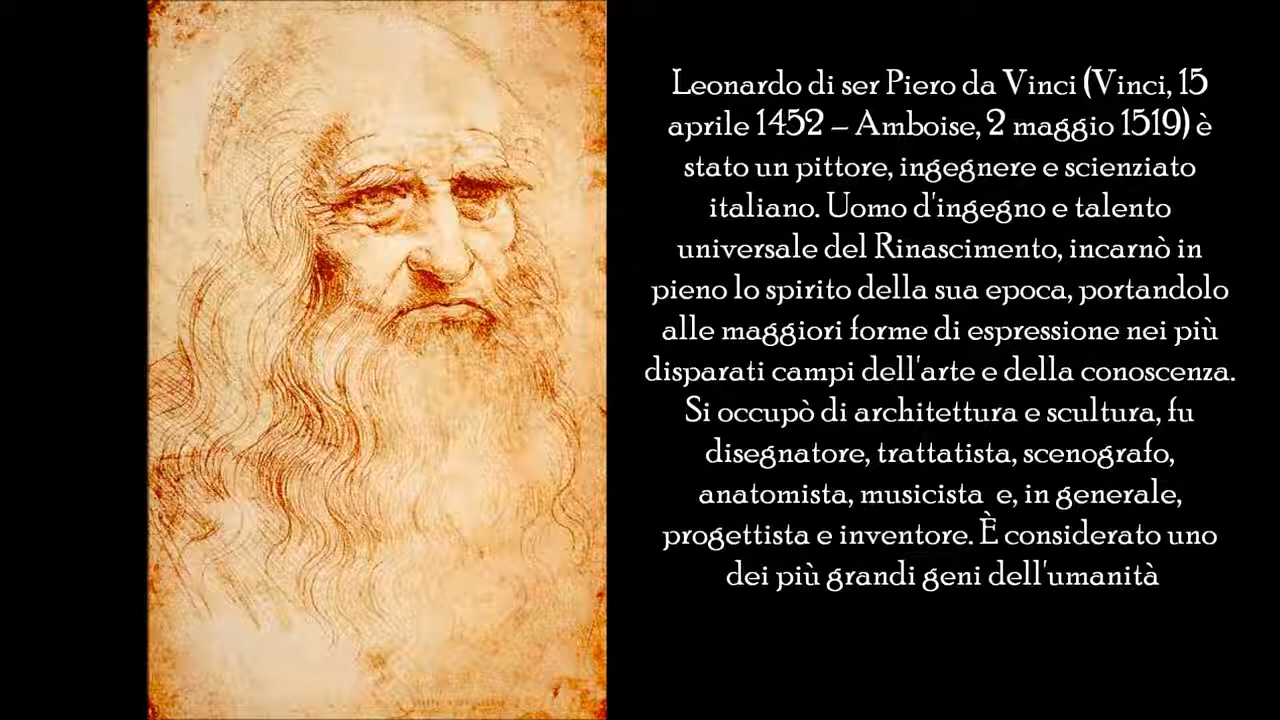 Leonardo di ser Piero da Vinci (Vinci, 15
aprile 1452 – Amboise, 2 maggio 1519) è
stato un pittore, ingegnere e scienziato
italiano. Uomo d'ingegno e talento
universale del Rinascimento, incarnò in
pieno lo spirito della sua epoca, portandolo
alle maggiori forme di espressione nei più
disparati campi dell'arte e della conoscenza.
Si occupò di architettura e scultura, fu
disegnatore, trattatista, scenografo,
anatomista, musicista e, in generale,
progettista e inventore. È considerato uno
dei più grandi geni dell'umanità